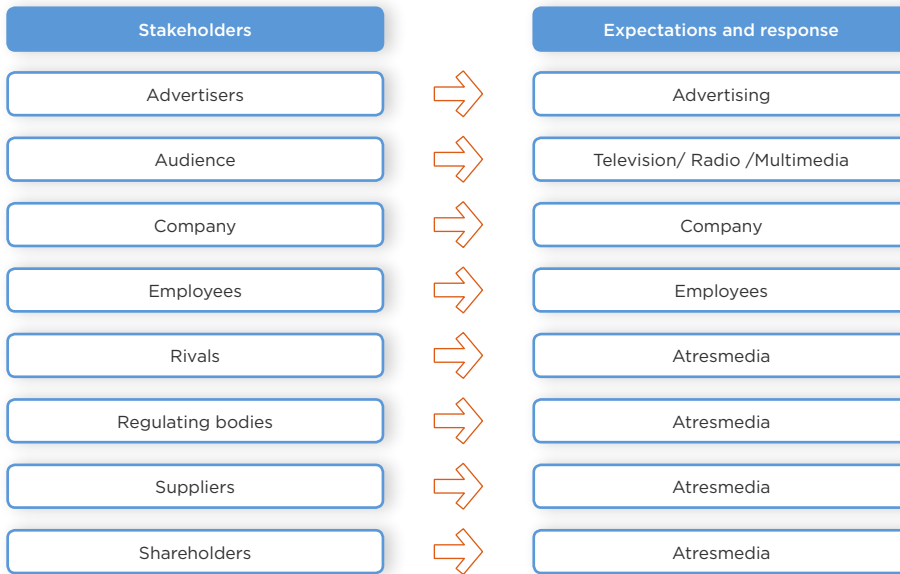 Stakeholders
Expectations and response
Advertisers
Advertising
Audience
Television/ Radio /Multimedia
Company
Company
Employees
Employees
Rivals
Atresmedia
Regulating bodies
Atresmedia
Suppliers
Atresmedia
Shareholders
Atresmedia